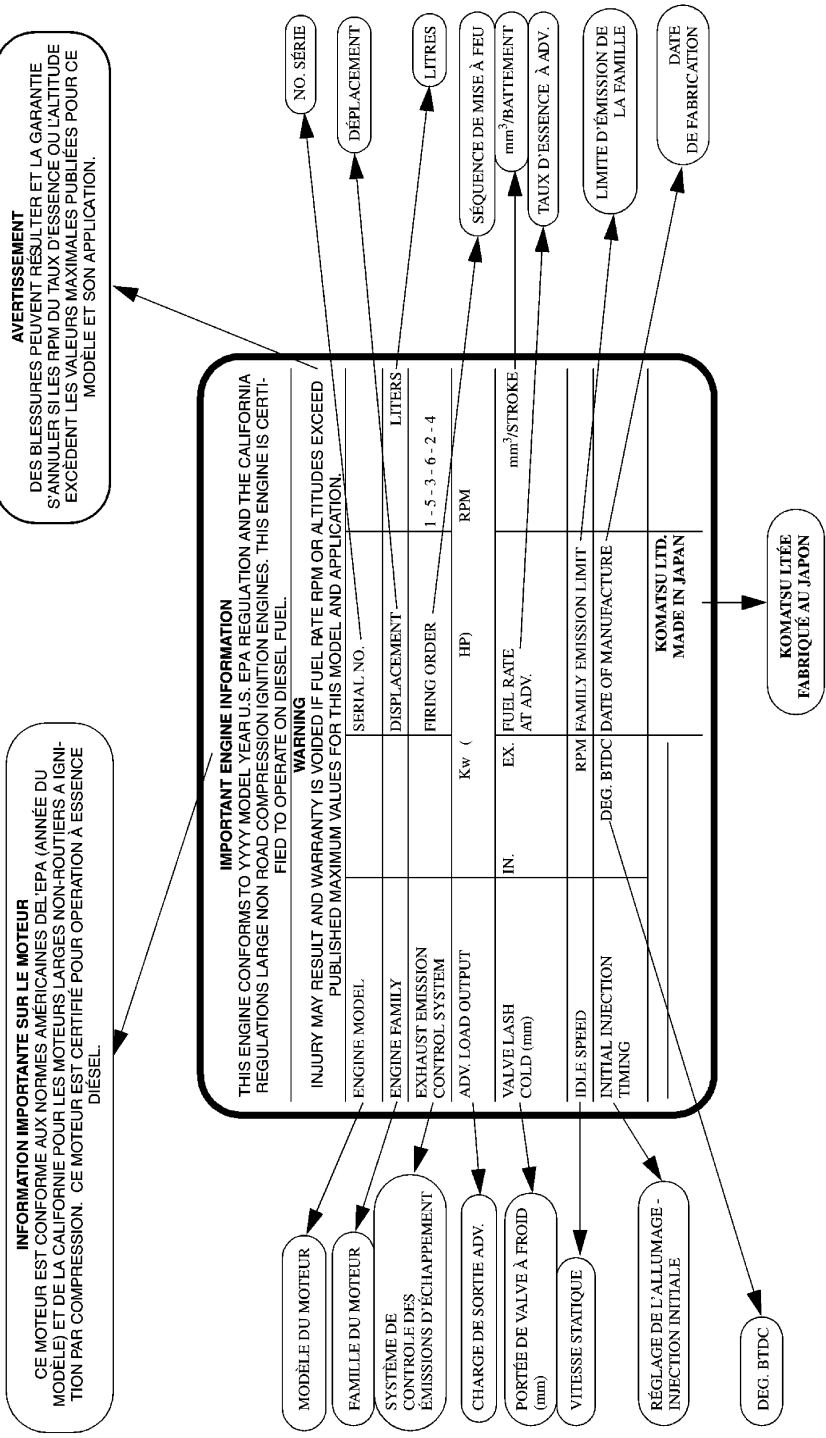 INFORMATION IMPORTANTE SUR LE MOTEUR
CE MOTEUR EST CONFORME AUX NORMES AMÉRICAINES DEL'EPA (ANNÉE DU
MODÈLE) ET DE LA CALIFORNIE POUR LES MOTEURS LARGES NON-ROUTIERS A IGNI-
TION PAR COMPRESSION. CE MOTEUR EST CERTIFIÉ POUR OPERATION À ESSENCE
DIÉSEL.
AVERTISSEMENT
DES BLESSURES PEUVENT RÉSULTER ET LA GARANTIE
S'ANNULER SI LES RPM DU TAUX D'ESSENCE OU L'ALTITUDE
EXCÈDENT LES VALEURS MAXIMALES PUBLIÉES POUR CE
MODÈLE ET SON APPLICATION.
IMPORTANT ENGINE INFORMATION
THIS ENGINE CONFORMS TO YYYY MODEL YEAR U.S. EPA REGULATION AND THE CALIFORNIA
REGULATIONS LARGE NON ROAD COMPRESSION IGNITION ENGINES. THIS ENGINE IS CERTI-
FIED TO OPERATE ON DIESEL FUEL.
WARNING
INJURY MAY RESULT AND WARRANTY IS VOIDED IF FUEL RATE RPM OR ALTITUDES EXCEED
PUBLISHED MAXIMUM VALUES FOR THIS MODEL AND APPLICATION.
ENGINE MODEL SERIAL NO.
ENGINE FAMILY DISPLACEMENT LITERS
EXHAUST EMISSION
CONTROL SYSTEM FIRING ORDER 1 - 5 - 3 - 6 - 2 - 4
ADV. LOAD OUTPUT Kw ( HP) RPM
VALVE LASH
COLD (mm) IN. EX. FUEL RATE
AT ADV. mm³/STROKE
IDLE SPEED RPM FAMILY EMISSION LIMIT
INITIAL INJECTION
TIMING DEG. BTDC DATE OF MANUFACTURE
KOMATSU LTD.
MADE IN JAPAN
MODÈLE DU MOTEUR
FAMILLE DU MOTEUR
SYSTÈME DE
CONTROLE DES
ÉMISSIONS D'ÉCHAPPEMENT
CHARGE DE SORTIE ADV.
PORTÉE DE VALVE À FROID
(mm)
VITESSE STATIQUE
RÉGLAGE DE L'ALLUMAGE -
INJECTION INITIALE
DEG. BTDC
NO. SÉRIE
DÉPLACEMENT
LITRES
SÉQUENCE DE MISE À FEU
mm³/BATTEMENT
TAUX D'ESSENCE À ADV.
LIMITE D'ÉMISSION DE
LA FAMILLE
DATE
DE FABRICATION
KOMATSU LTÉE
FABRIQUÉ AU JAPON